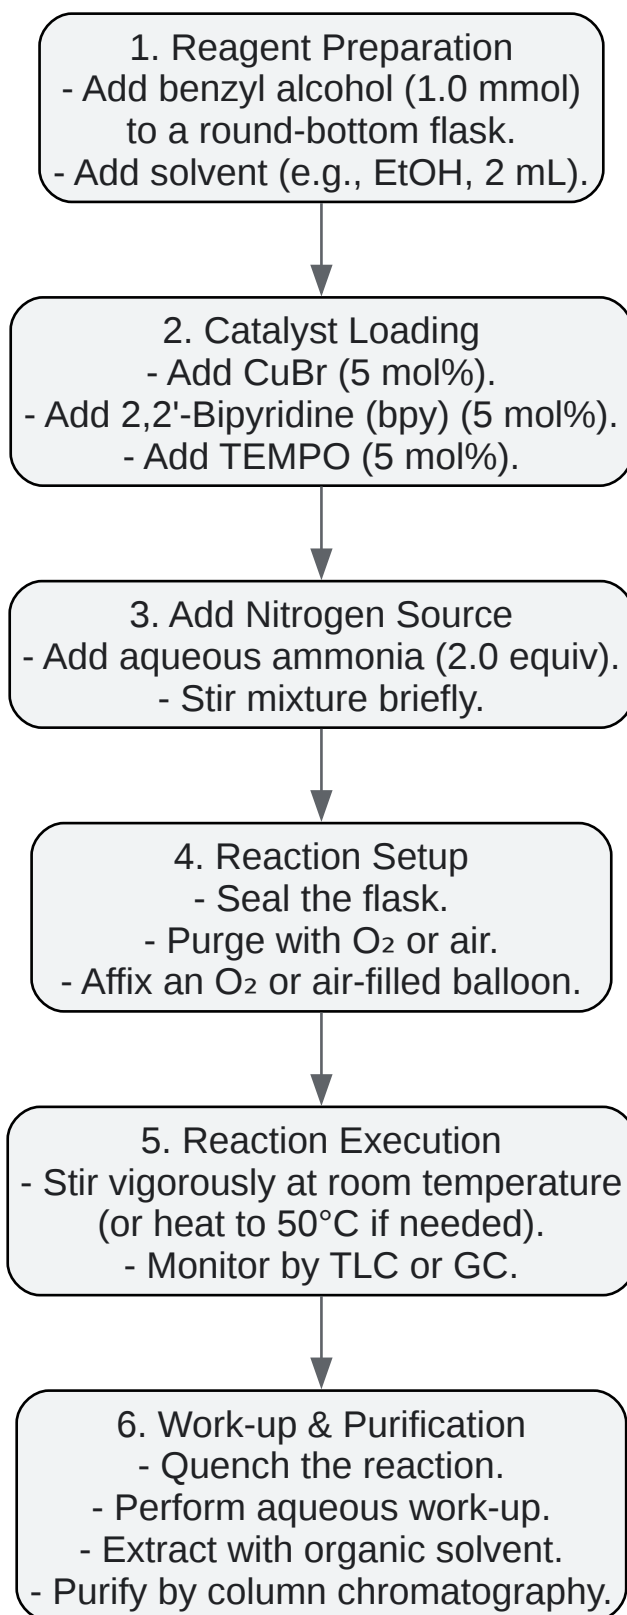 1. Reagent Preparation
- Add benzyl alcohol (1.0 mmol)
to a round-bottom flask.
- Add solvent (e.g., EtOH, 2 mL).
2. Catalyst Loading
- Add CuBr (5 mol%).
- Add 2,2'-Bipyridine (bpy) (5 mol%).
- Add TEMPO (5 mol%).
3. Add Nitrogen Source
- Add aqueous ammonia (2.0 equiv).
- Stir mixture briefly.
4. Reaction Setup
- Seal the flask.
- Purge with O₂ or air.
- Affix an O₂ or air-filled balloon.
5. Reaction Execution
- Stir vigorously at room temperature
(or heat to 50°C if needed).
- Monitor by TLC or GC.
6. Work-up & Purification
- Quench the reaction.
- Perform aqueous work-up.
- Extract with organic solvent.
- Purify by column chromatography.